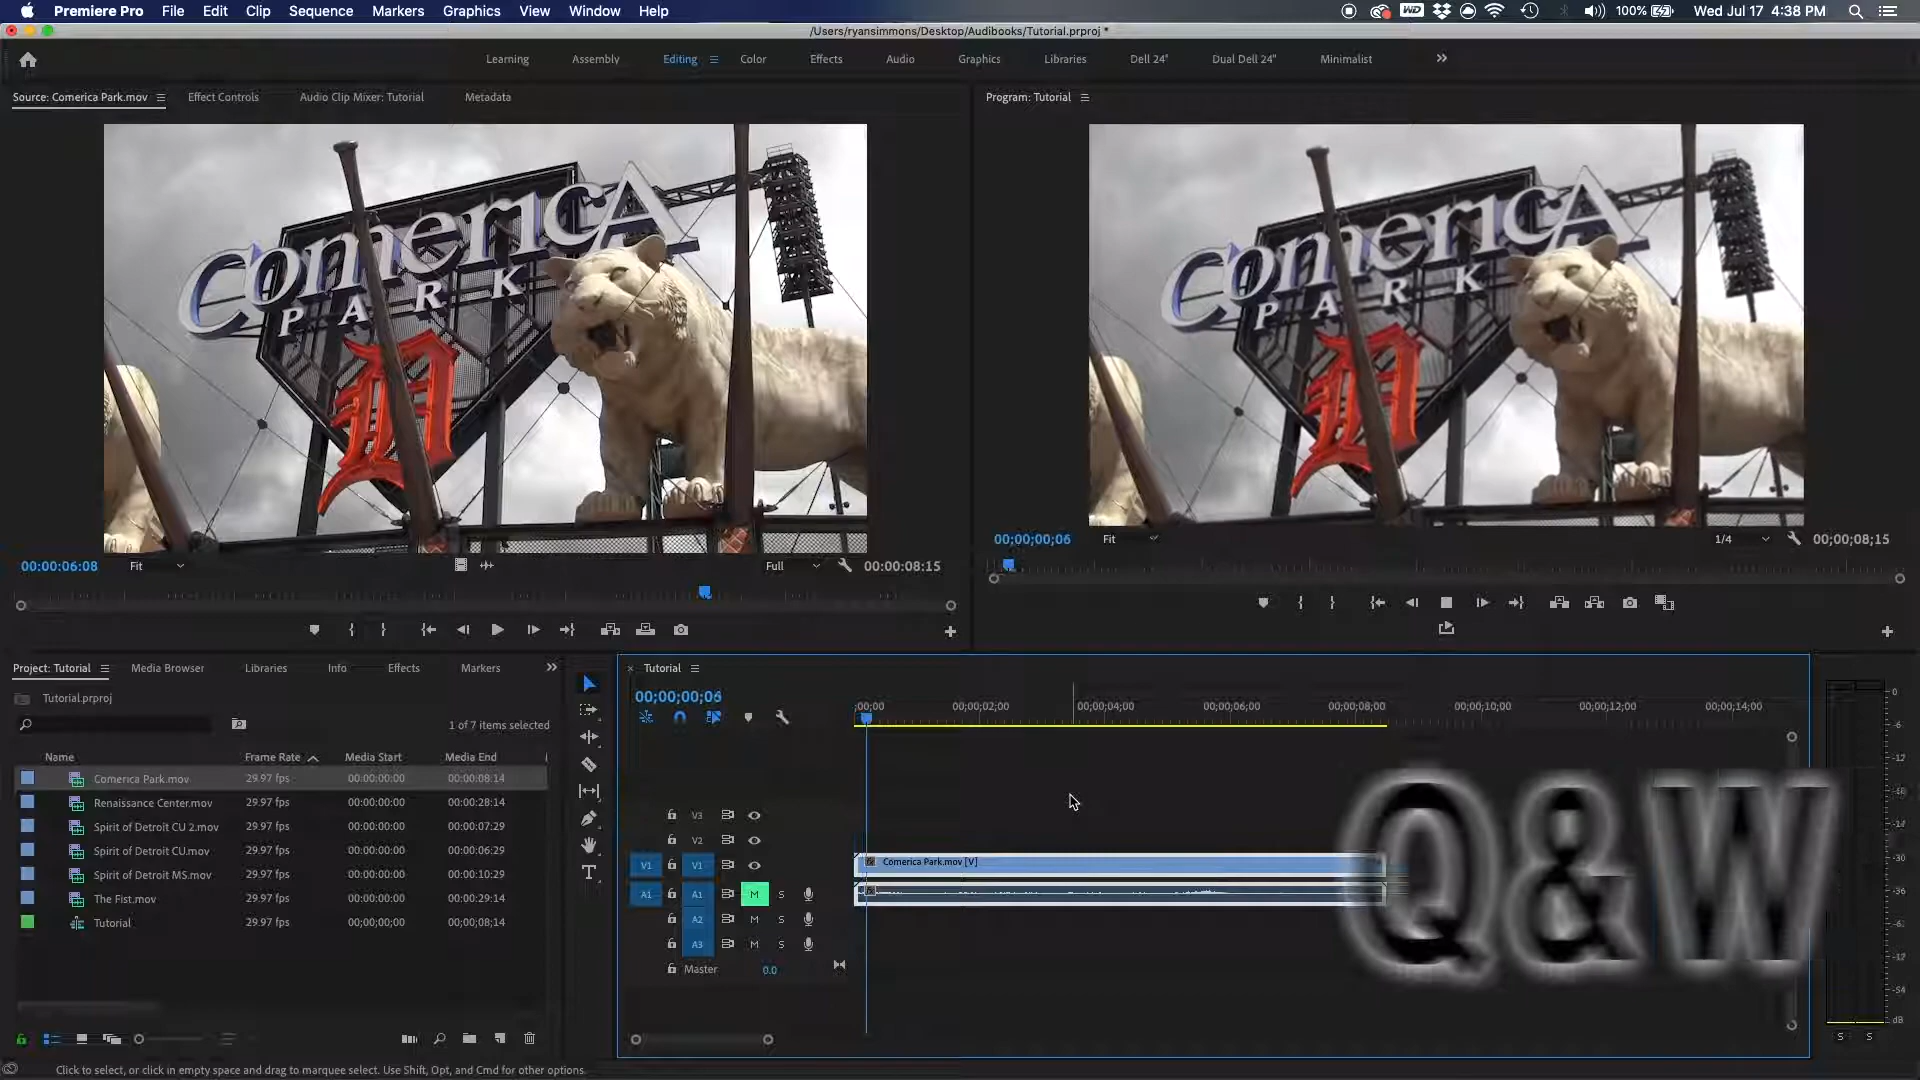 Premiere Pro File Edit Clip Sequence Markers Graphics View Window Help
100% Wed Jul 17 4:38 PM
/Users/ryansimmons/Desktop/Audibooks/Tutorial.prproj *
Learning Assembly Editing Color Effects Audio Graphics Libraries Dell 24" Dual Dell 24" Minimalist
Source: Comerica Park.mov Effect Controls Audio Clip Mixer: Tutorial Metadata
Program: Tutorial
Comerica
PARK
D
Comerica
PARK
D
00:00:06:08 Fit Full 00:00:08:15
00;00;00;06 Fit 1/4 00;00;08;15
Project: Tutorial Media Browser Libraries Info Effects Markers
Tutorial.prproj
1 of 7 items selected
Name Frame Rate Media Start Media End
Comerica Park.mov 29.97 fps 00:00:00:00 00:00:08:14
Renaissance Center.mov 29.97 fps 00:00:00:00 00:00:28:14
Spirit of Detroit CU 2.mov 29.97 fps 00:00:00:00 00:00:07:29
Spirit of Detroit CU.mov 29.97 fps 00:00:00:00 00:00:06:29
Spirit of Detroit MS.mov 29.97 fps 00:00:00:00 00:00:10:29
The Fist.mov 29.97 fps 00:00:00:00 00:00:29:14
Tutorial 29.97 fps 00;00;00;00 00;00;08;14
Click to select, or click in empty space and drag to marquee select. Use Shift, Opt, and Cmd for other options.
Tutorial
00;00;00;06
;00;00 00;00;02;00 00;00;04;00 00;00;06;00 00;00;08;00 00;00;10;00 00;00;12;00 00;00;14;00
V3
V2
V1 V1 Comerica Park.mov [V]
A1 A1 M S
A2 M S
A3 M S
Master 0.0
Q&W
0
-6
-12
-30
-36
-54
dB
S S